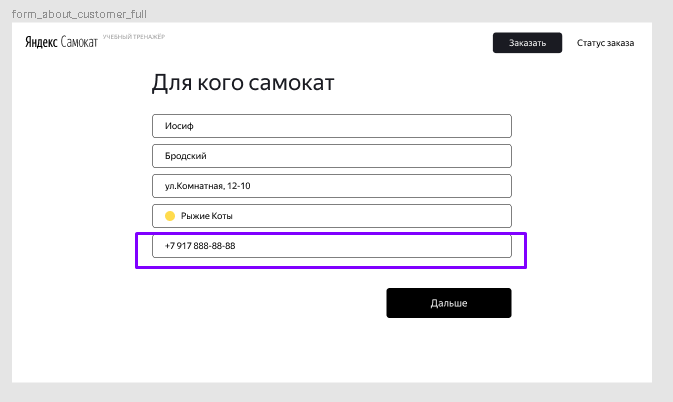 form_about_customer_full
Яндекс Самокат УЧЕБНЫЙ ТРЕНАЖЁР
Заказать
Статус заказа
Для кого самокат
Иосиф
Бродский
ул.Комнатная, 12-10
Рыжие Коты
+7 917 888-88-88
Дальше